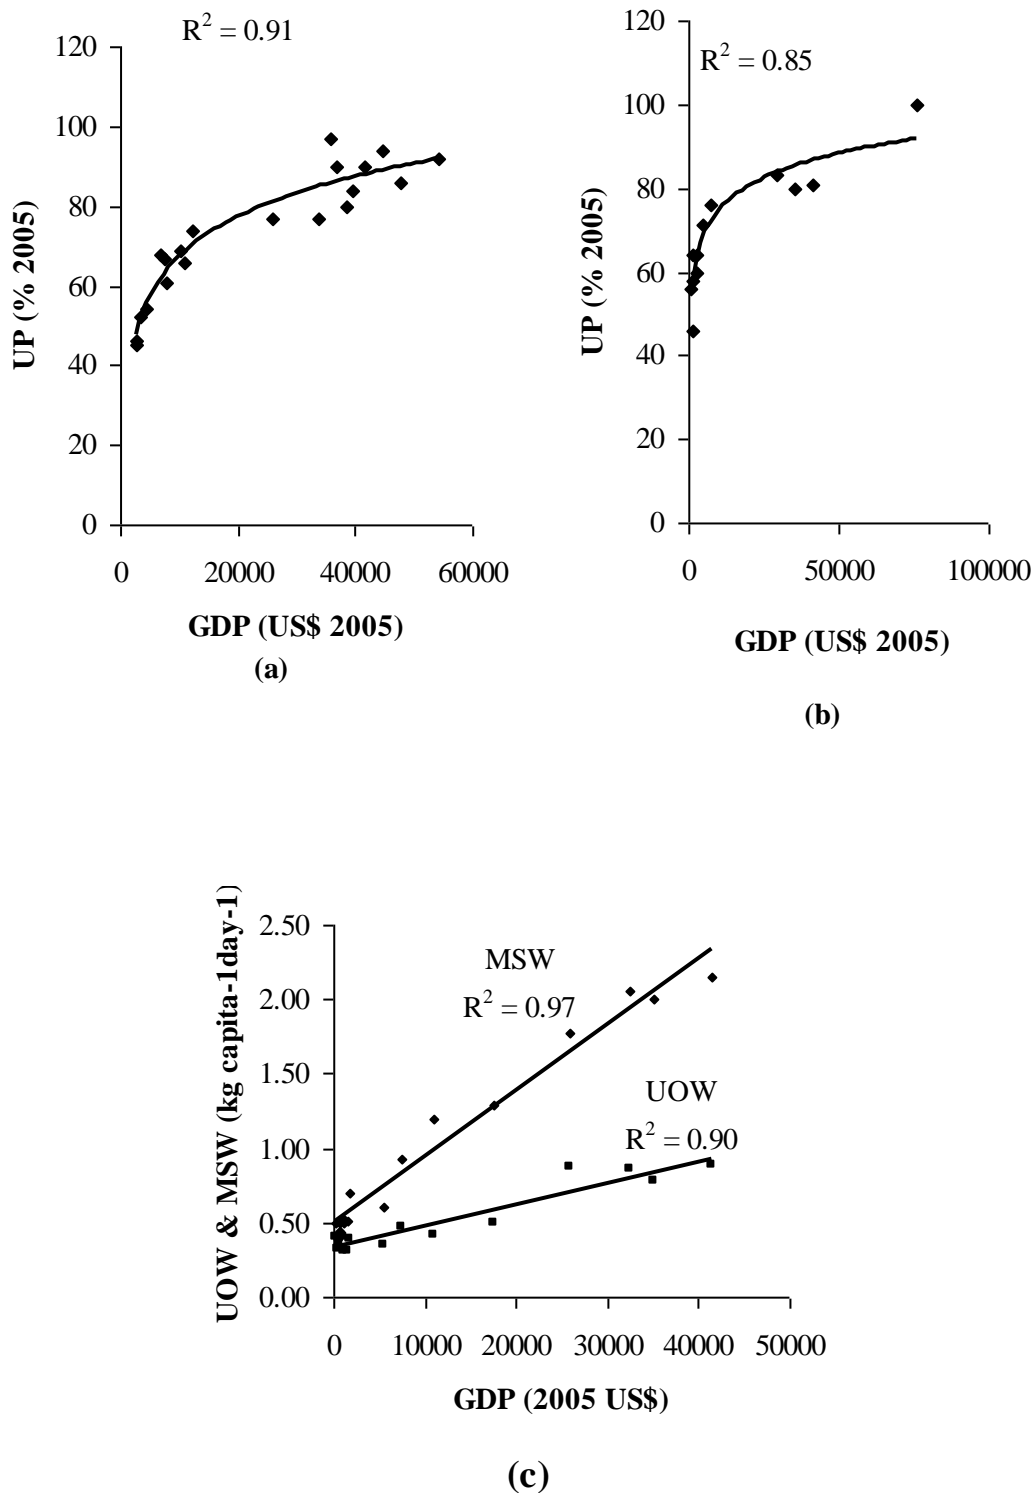 R² = 0.91
120
100
80
60
40
20
0
UP (% 2005)
0 20000 40000 60000
GDP (US$ 2005)
(a)
120
R² = 0.85
100
80
60
40
20
0
UP (% 2005)
0 50000 100000
GDP (US$ 2005)
(b)
UOW & MSW (kg capita-1day-1)
2.50
2.00
1.50
1.00
0.50
0.00
MSW
R² = 0.97
UOW
R² = 0.90
0 10000 20000 30000 40000 50000
GDP (2005 US$)
(c)